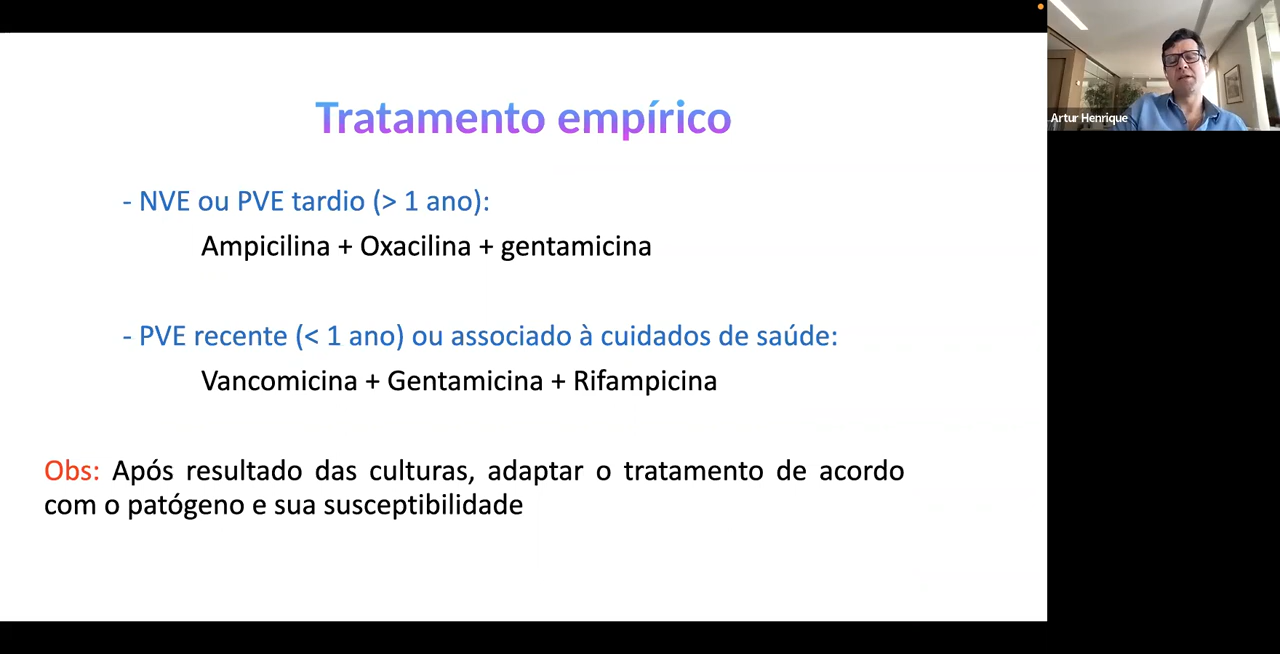 Tratamento empírico
- NVE ou PVE tardio (> 1 ano):
Ampicilina + Oxacilina + gentamicina
- PVE recente (< 1 ano) ou associado à cuidados de saúde:
Vancomicina + Gentamicina + Rifampicina
Obs: Após resultado das culturas, adaptar o tratamento de acordo
com o patógeno e sua susceptibilidade
Artur Henrique